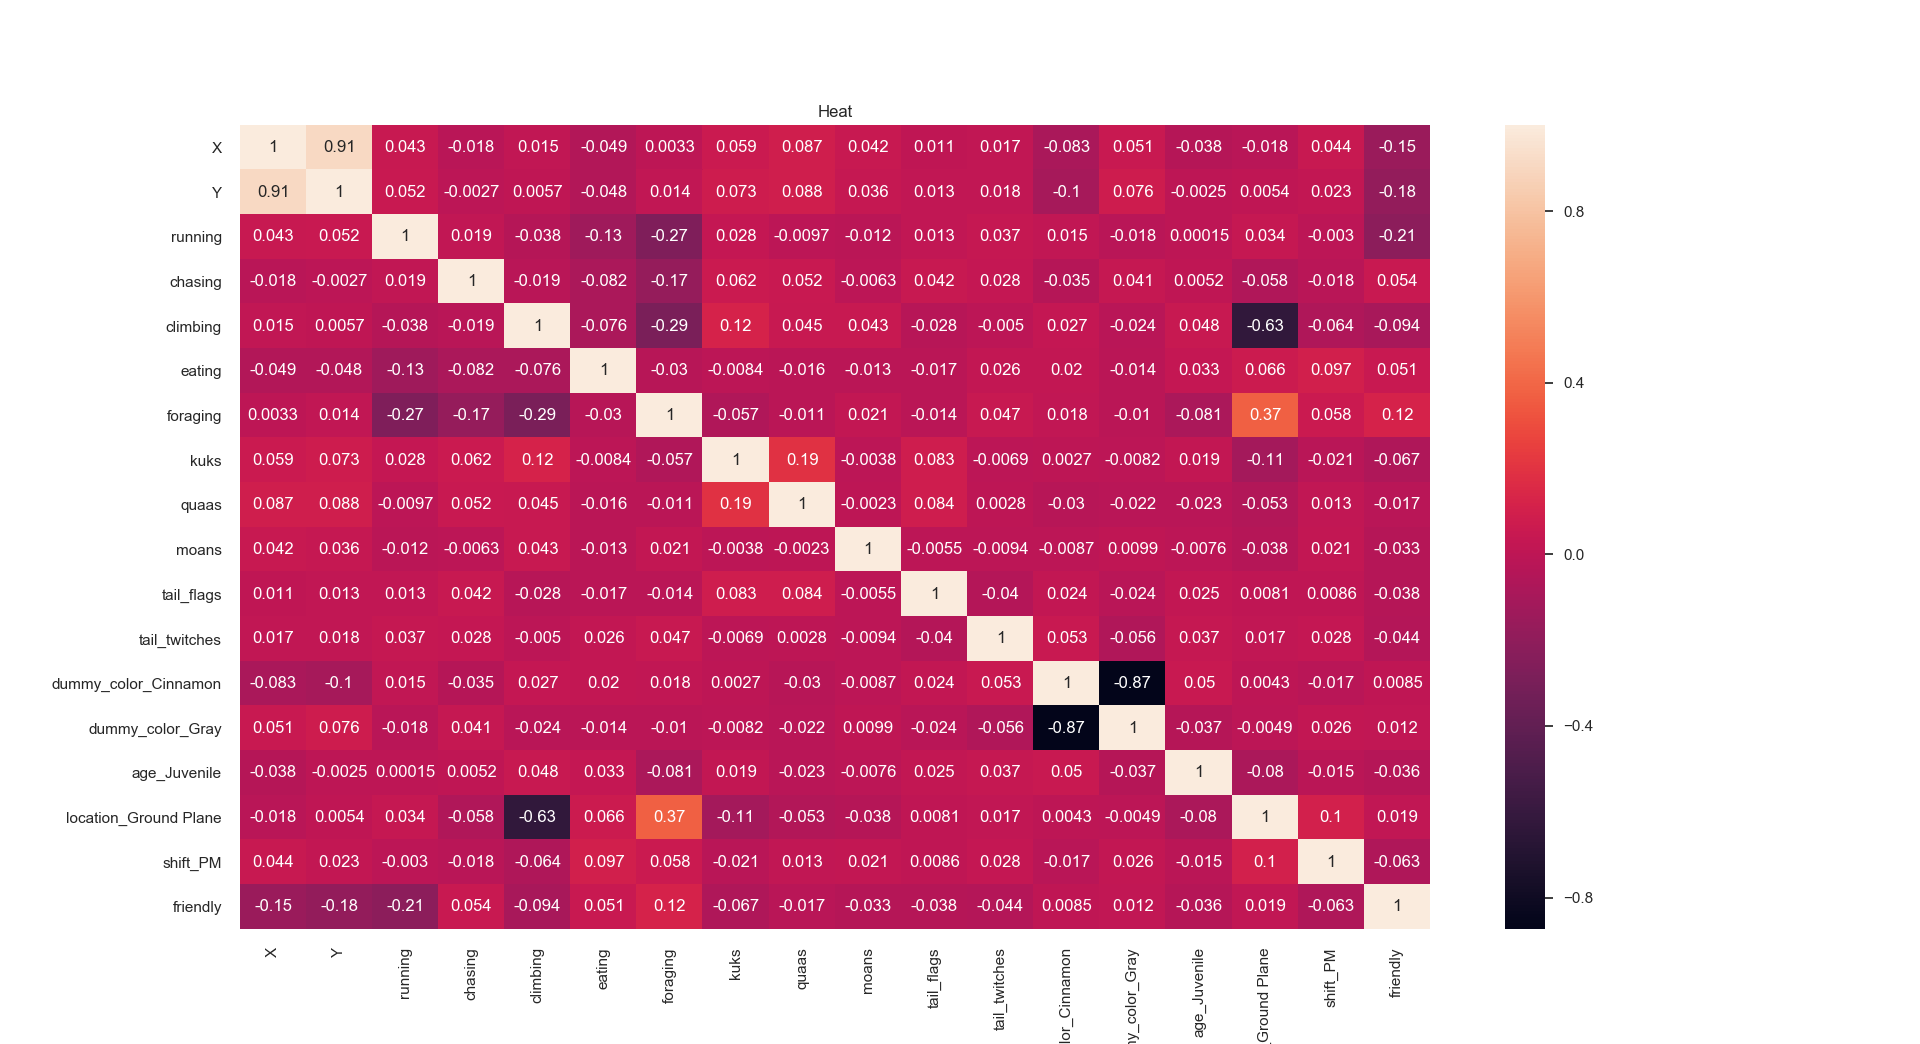 Heat
X 1 0.91 0.043 -0.018 0.015 -0.049 0.0033 0.059 0.087 0.042 0.011 0.017 -0.083 0.051 -0.038 -0.018 0.044 -0.15
Y 0.91 1 0.052 -0.0027 0.0057 -0.048 0.014 0.073 0.088 0.036 0.013 0.018 -0.1 0.076 -0.0025 0.0054 0.023 -0.18
0.8
running 0.043 0.052 1 0.019 -0.038 -0.13 -0.27 0.028 -0.0097 -0.012 0.013 0.037 0.015 -0.018 0.00015 0.034 -0.003 -0.21
chasing -0.018 -0.0027 0.019 1 -0.019 -0.082 -0.17 0.062 0.052 -0.0063 0.042 0.028 -0.035 0.041 0.0052 -0.058 -0.018 0.054
climbing 0.015 0.0057 -0.038 -0.019 1 -0.076 -0.29 0.12 0.045 0.043 -0.028 -0.005 0.027 -0.024 0.048 -0.63 -0.064 -0.094
eating -0.049 -0.048 -0.13 -0.082 -0.076 1 -0.03 -0.0084 -0.016 -0.013 -0.017 0.026 0.02 -0.014 0.033 0.066 0.097 0.051
0.4
foraging 0.0033 0.014 -0.27 -0.17 -0.29 -0.03 1 -0.057 -0.011 0.021 -0.014 0.047 0.018 -0.01 -0.081 0.37 0.058 0.12
kuks 0.059 0.073 0.028 0.062 0.12 -0.0084 -0.057 1 0.19 -0.0038 0.083 -0.0069 0.0027 -0.0082 0.019 -0.11 -0.021 -0.067
quaas 0.087 0.088 -0.0097 0.052 0.045 -0.016 -0.011 0.19 1 -0.0023 0.084 0.0028 -0.03 -0.022 -0.023 -0.053 0.013 -0.017
moans 0.042 0.036 -0.012 -0.0063 0.043 -0.013 0.021 -0.0038 -0.0023 1 -0.0055 -0.0094 -0.0087 0.0099 -0.0076 -0.038 0.021 -0.033
0.0
tail_flags 0.011 0.013 0.013 0.042 -0.028 -0.017 -0.014 0.083 0.084 -0.0055 1 -0.04 0.024 -0.024 0.025 0.0081 0.0086 -0.038
tail_twitches 0.017 0.018 0.037 0.028 -0.005 0.026 0.047 -0.0069 0.0028 -0.0094 -0.04 1 0.053 -0.056 0.037 0.017 0.028 -0.044
dummy_color_Cinnamon -0.083 -0.1 0.015 -0.035 0.027 0.02 0.018 0.0027 -0.03 -0.0087 0.024 0.053 1 -0.87 0.05 0.0043 -0.017 0.0085
dummy_color_Gray 0.051 0.076 -0.018 0.041 -0.024 -0.014 -0.01 -0.0082 -0.022 0.0099 -0.024 -0.056 -0.87 1 -0.037 -0.0049 0.026 0.012
−0.4
age_Juvenile -0.038 -0.0025 0.00015 0.0052 0.048 0.033 -0.081 0.019 -0.023 -0.0076 0.025 0.037 0.05 -0.037 1 -0.08 -0.015 -0.036
location_Ground Plane -0.018 0.0054 0.034 -0.058 -0.63 0.066 0.37 -0.11 -0.053 -0.038 0.0081 0.017 0.0043 -0.0049 -0.08 1 0.1 0.019
shift_PM 0.044 0.023 -0.003 -0.018 -0.064 0.097 0.058 -0.021 0.013 0.021 0.0086 0.028 -0.017 0.026 -0.015 0.1 1 -0.063
friendly -0.15 -0.18 -0.21 0.054 -0.094 0.051 0.12 -0.067 -0.017 -0.033 -0.038 -0.044 0.0085 0.012 -0.036 0.019 -0.063 1
−0.8
X
Y
running
chasing
climbing
eating
foraging
kuks
quaas
moans
tail_flags
tail_twitches
lor_Cinnamon
ny_color_Gray
age_Juvenile
_Ground Plane
shift_PM
friendly